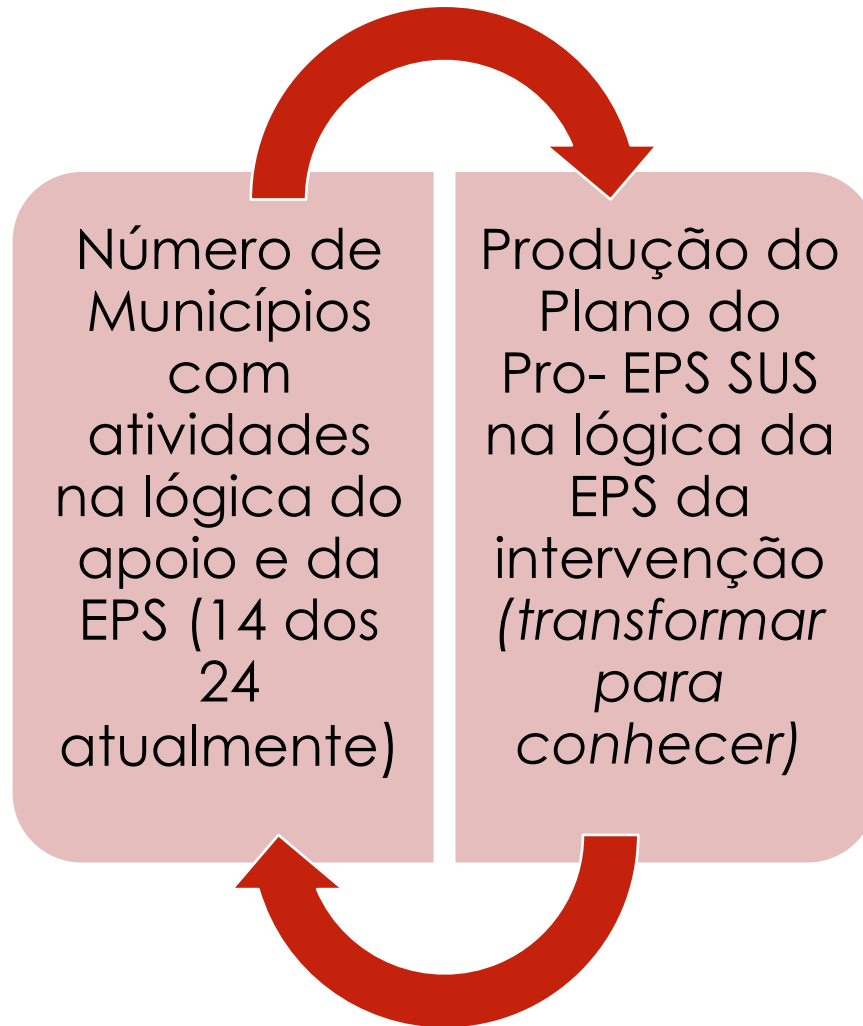 Número de
Municípios
com
atividades
na lógica do
apoio e da
EPS (14 dos
24
atualmente)
Produção do
Plano do
Pro- EPS SUS
na lógica da
EPS da
intervenção
(transformar
para
conhecer)